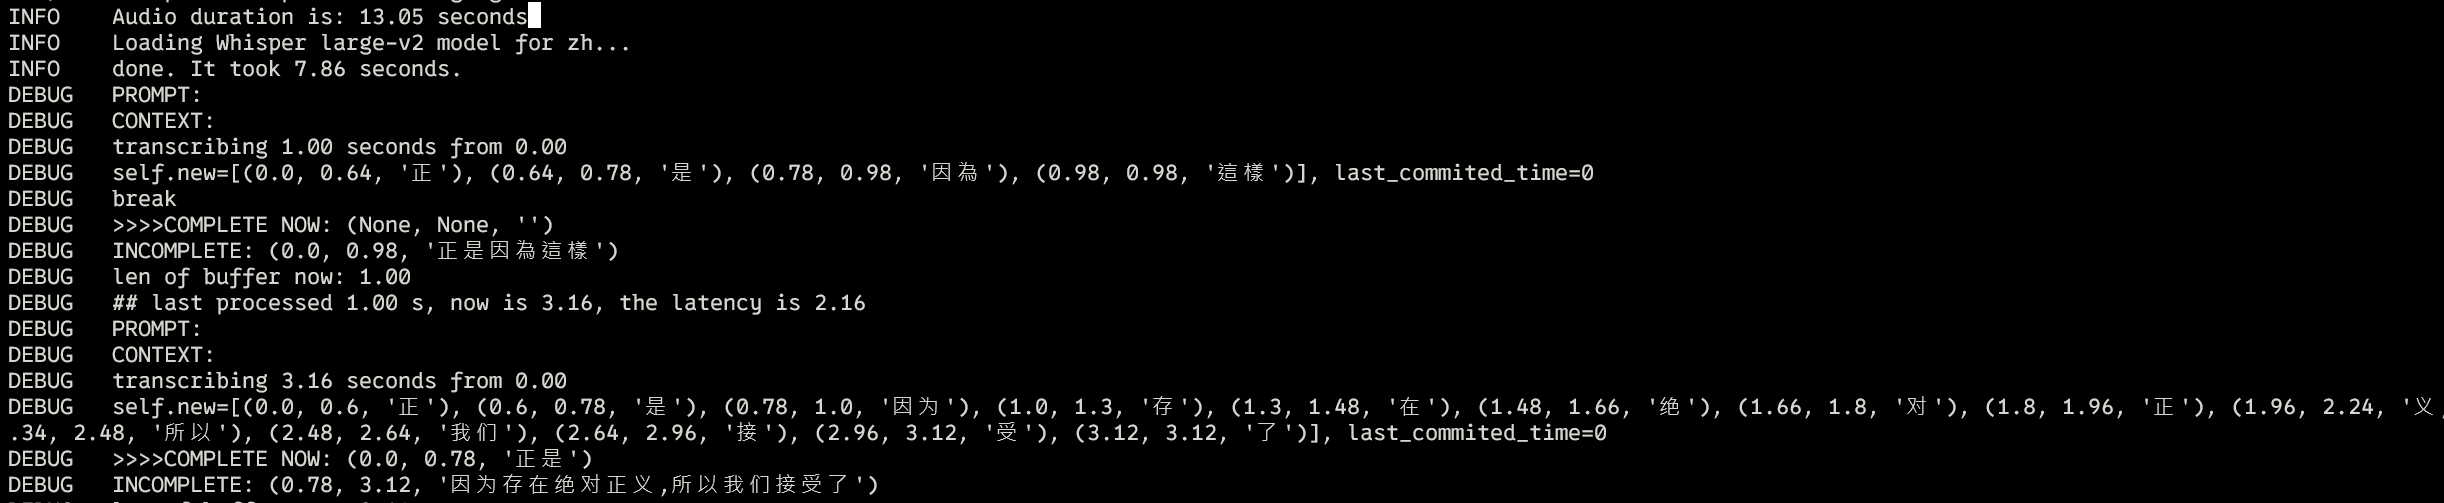 INFO Audio duration is: 13.05 seconds
INFO Loading Whisper large-v2 model for zh...
INFO done. It took 7.86 seconds.
DEBUG PROMPT:
DEBUG CONTEXT:
DEBUG transcribing 1.00 seconds from 0.00
DEBUG self.new=[(0.0, 0.64, '正'), (0.64, 0.78, '是'), (0.78, 0.98, '因為'), (0.98, 0.98, '這樣')], last_commited_time=0
DEBUG break
DEBUG >>>>COMPLETE NOW: (None, None, '')
DEBUG INCOMPLETE: (0.0, 0.98, '正是因為這樣')
DEBUG len of buffer now: 1.00
DEBUG ## last processed 1.00 s, now is 3.16, the latency is 2.16
DEBUG PROMPT:
DEBUG CONTEXT:
DEBUG transcribing 3.16 seconds from 0.00
DEBUG self.new=[(0.0, 0.6, '正'), (0.6, 0.78, '是'), (0.78, 1.0, '因为'), (1.0, 1.3, '存'), (1.3, 1.48, '在'), (1.48, 1.66, '绝'), (1.66, 1.8, '对'), (1.8, 1.96, '正'), (1.96, 2.24, '义,
.34, 2.48, '所以'), (2.48, 2.64, '我们'), (2.64, 2.96, '接'), (2.96, 3.12, '受'), (3.12, 3.12, '了')], last_commited_time=0
DEBUG >>>>COMPLETE NOW: (0.0, 0.78, '正是')
DEBUG INCOMPLETE: (0.78, 3.12, '因为存在绝对正义,所以我们接受了')